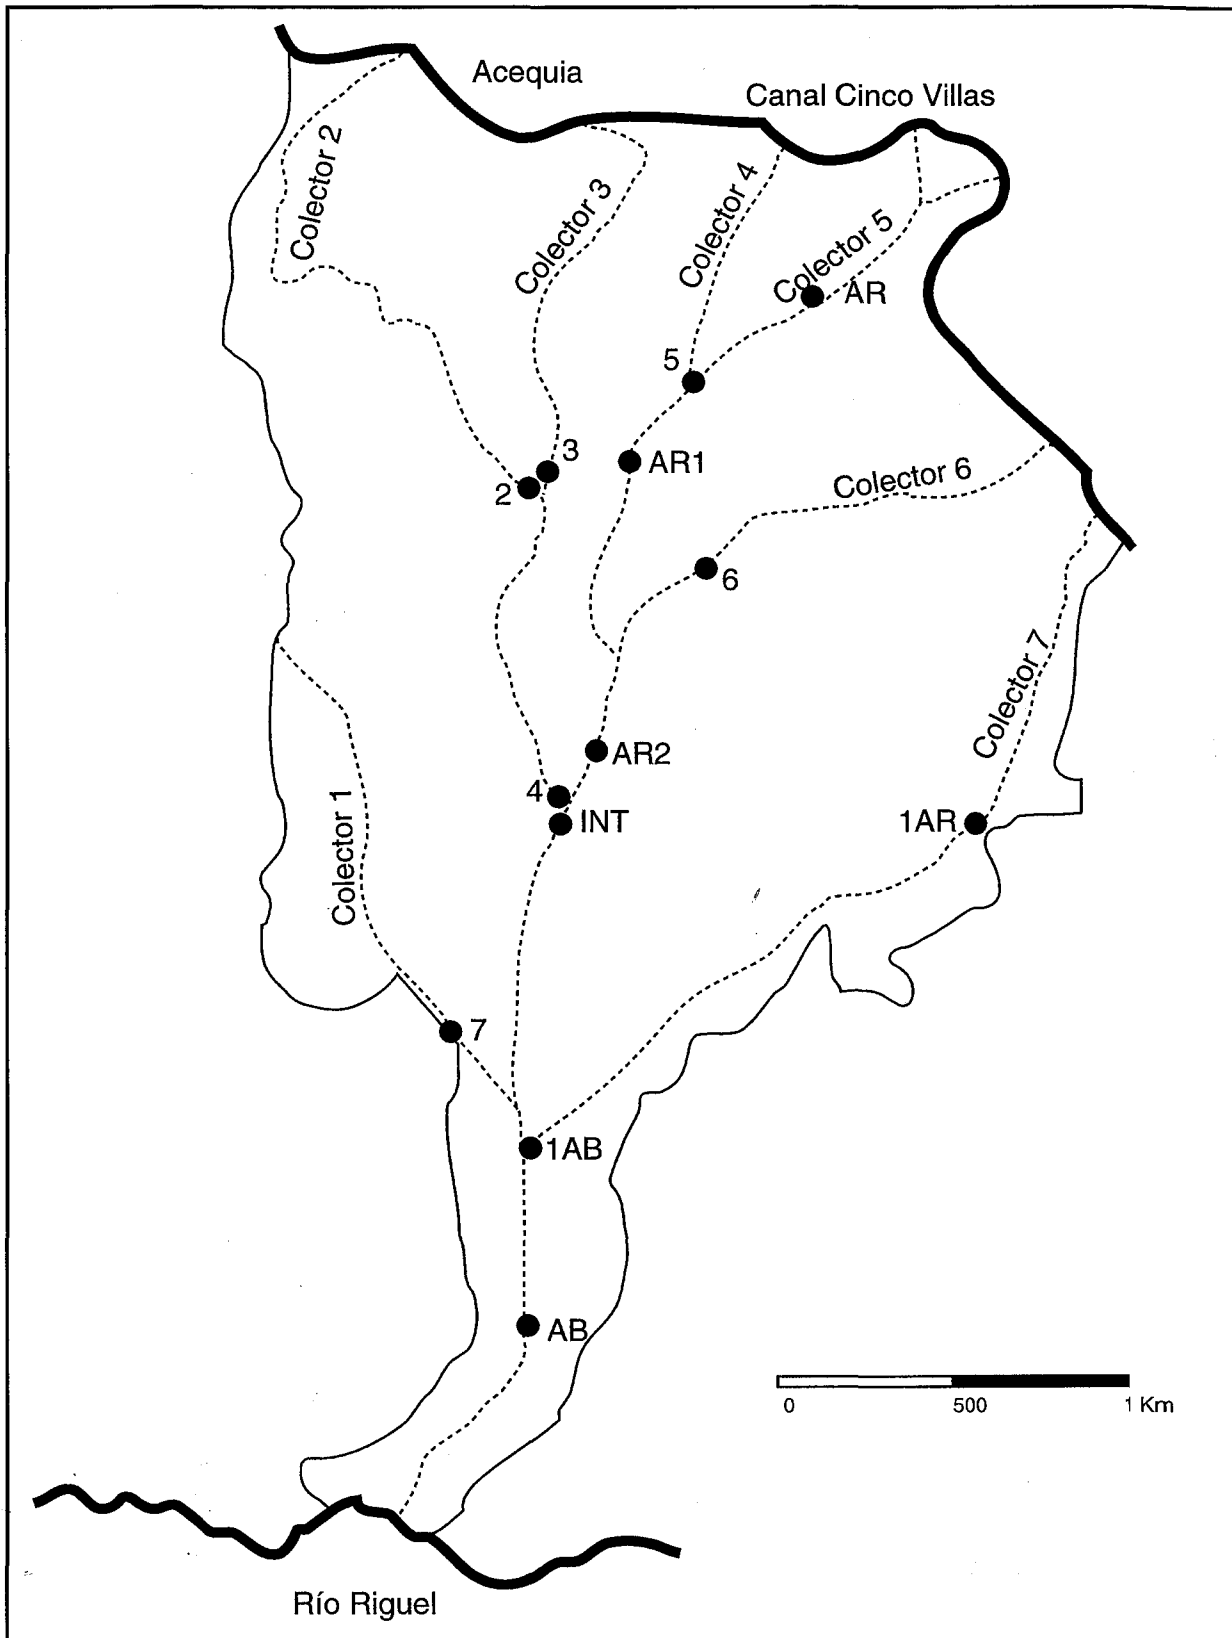 Acequia
Canal Cinco Villas
Colector 2
Colector 3
Colector 4
Colector 5
AR
5
3
AR1
2
Colector 6
6
Colector 7
AR2
4
INT
1AR
Colector 1
7
1AB
AB
0
500
1 Km
Río Riguel